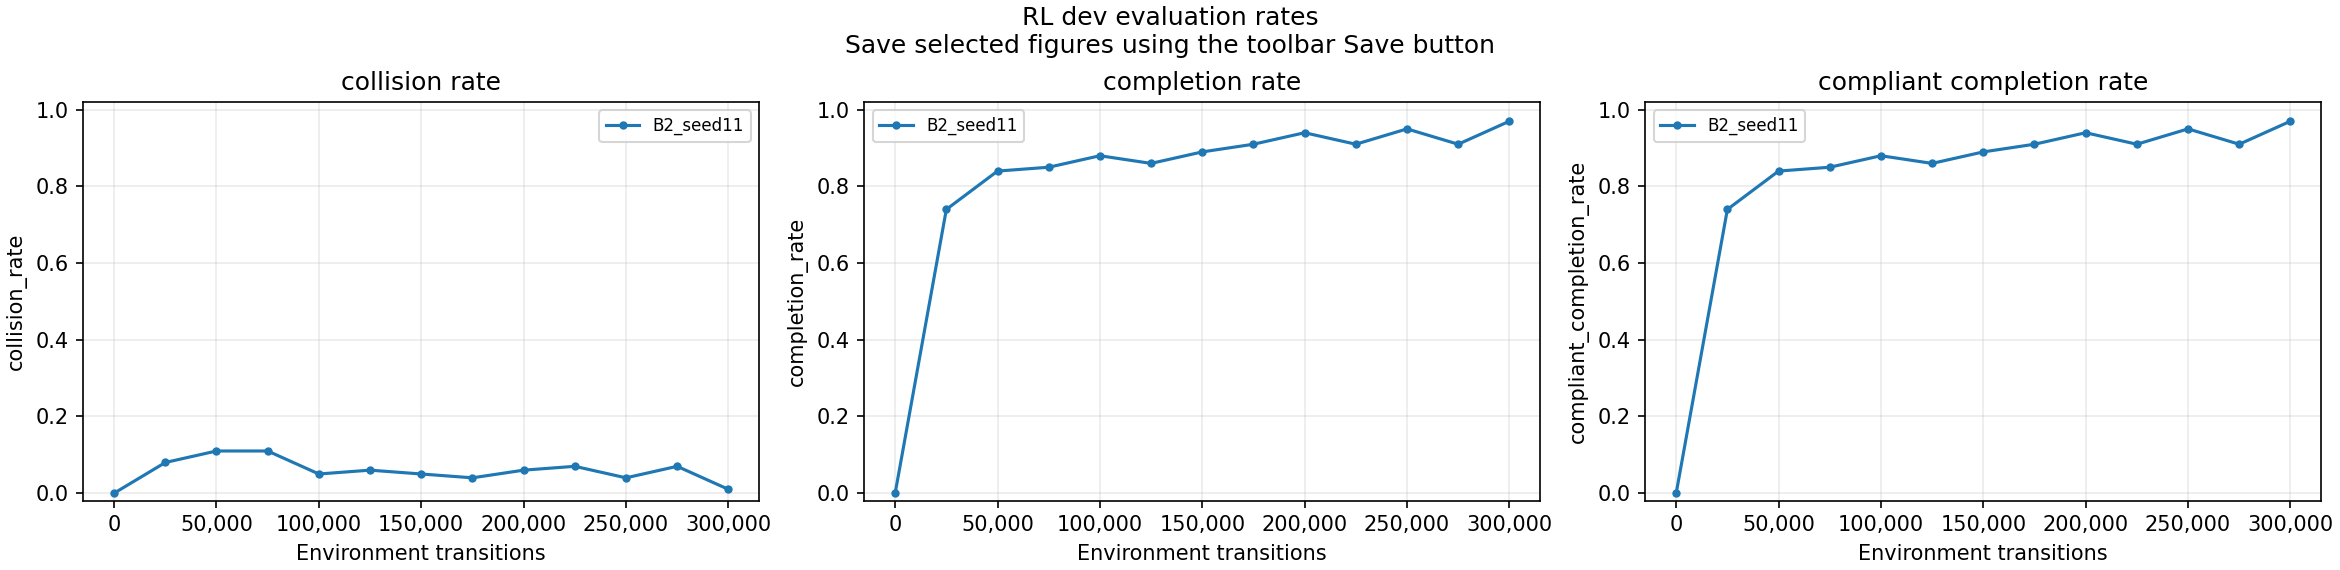 RL dev evaluation rates
Save selected figures using the toolbar Save button
collision rate
1.0
0.8
0.6
0.4
0.2
0.0
collision_rate
B2_seed11
0 50,000 100,000 150,000 200,000 250,000 300,000
Environment transitions
completion rate
1.0
0.8
0.6
0.4
0.2
0.0
completion_rate
B2_seed11
0 50,000 100,000 150,000 200,000 250,000 300,000
Environment transitions
compliant completion rate
1.0
0.8
0.6
0.4
0.2
0.0
compliant_completion_rate
B2_seed11
0 50,000 100,000 150,000 200,000 250,000 300,000
Environment transitions